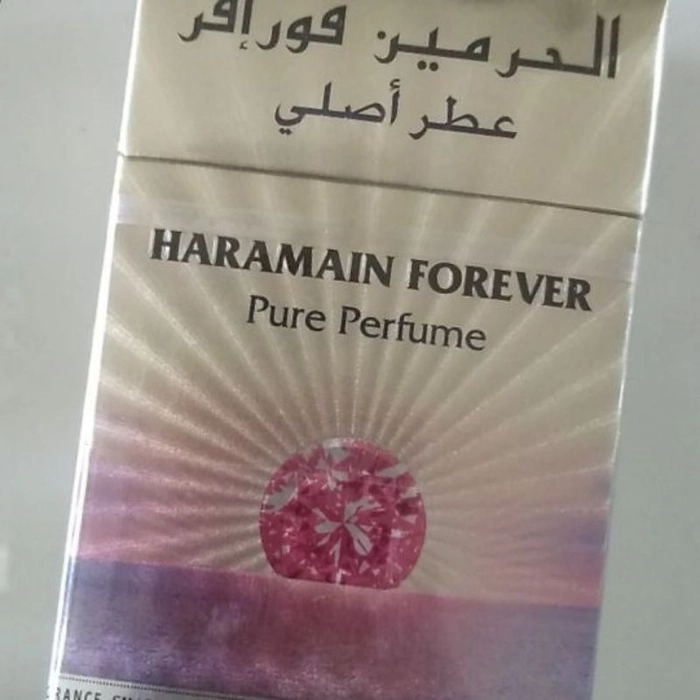 الحرمين فورإفر
عطر أصلي
HARAMAIN FOREVER
Pure Perfume